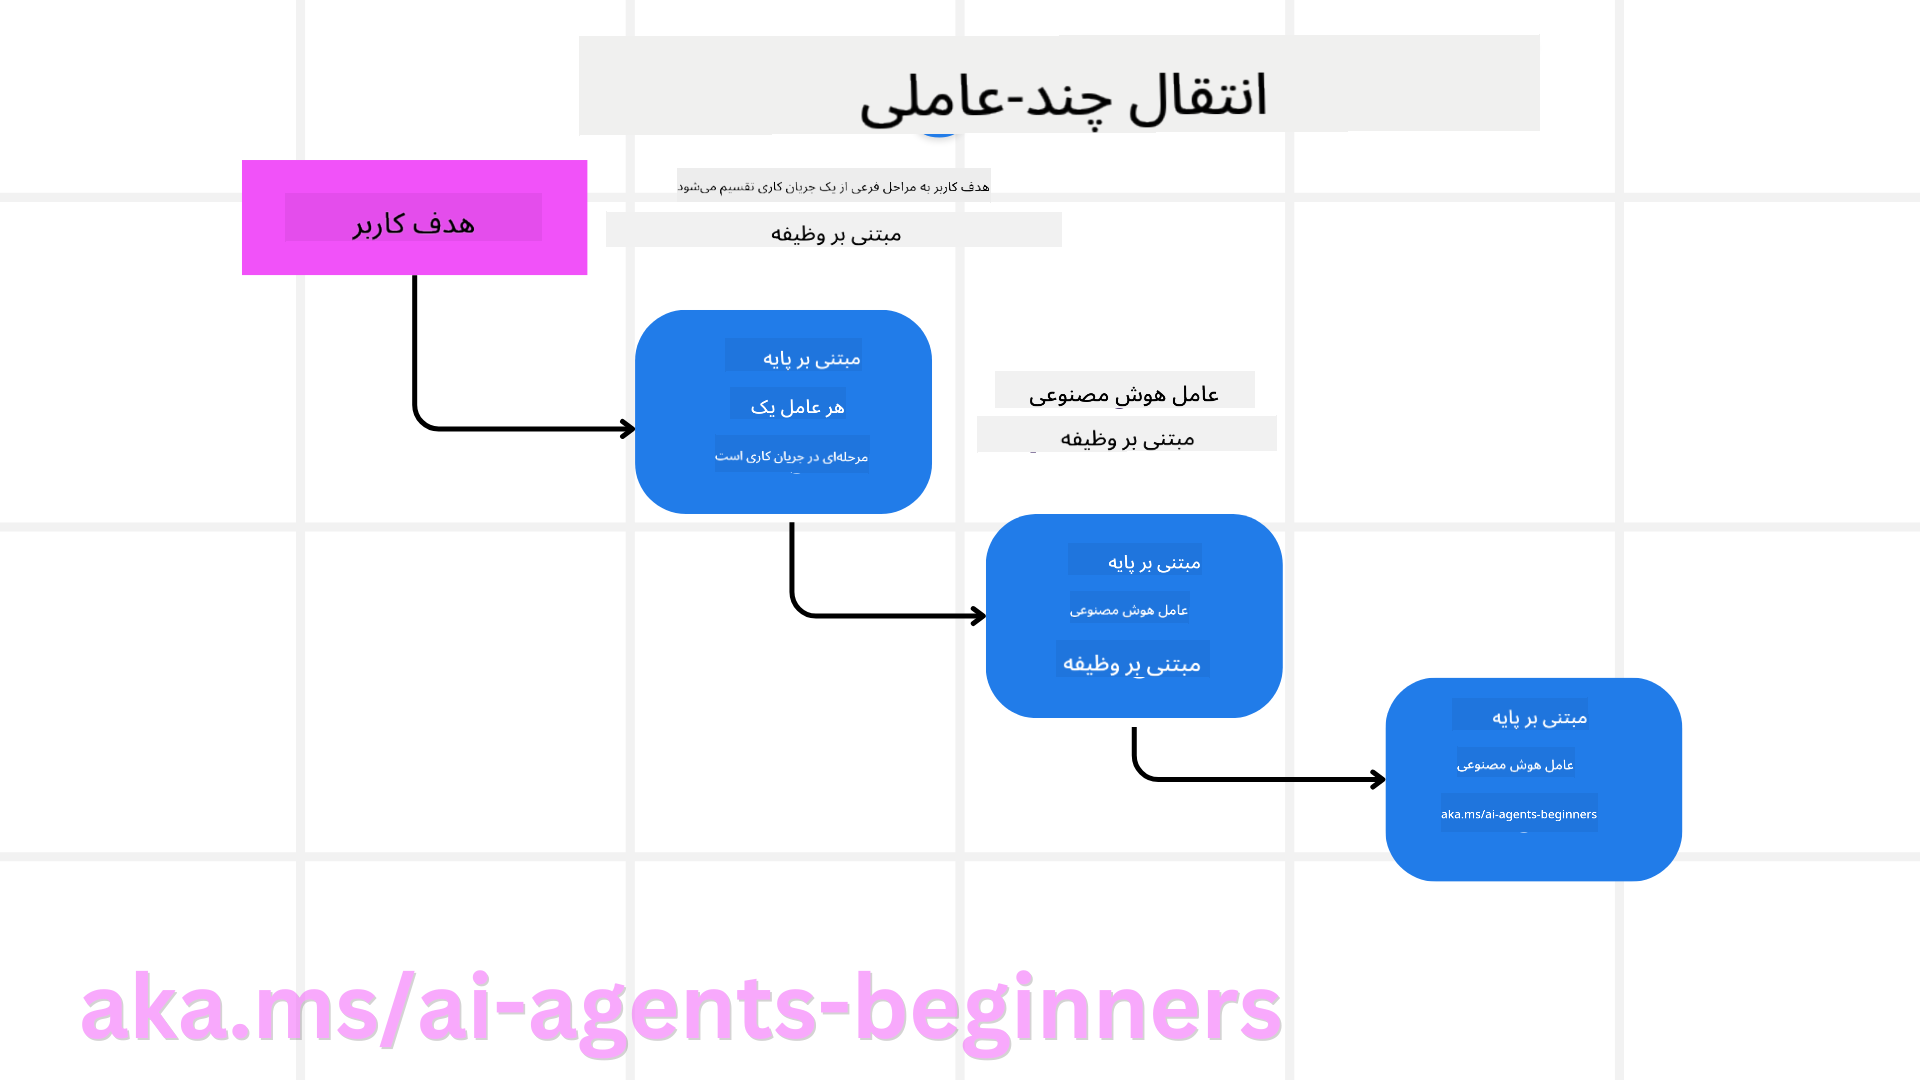 انتقال چند-عاملی
هدف کاربر
هدف کاربر به مراحل فرعی از یک جریان کاری تقسیم می‌شود
مبتنی بر وظیفه
مبتنی بر پایه
هر عامل یک
مرحله‌ای در جریان کاری است
عامل هوش مصنوعی
مبتنی بر وظیفه
مبتنی بر پایه
عامل هوش مصنوعی
مبتنی بر وظیفه
مبتنی بر پایه
عامل هوش مصنوعی
aka.ms/ai-agents-beginners
aka.ms/ai-agents-beginners